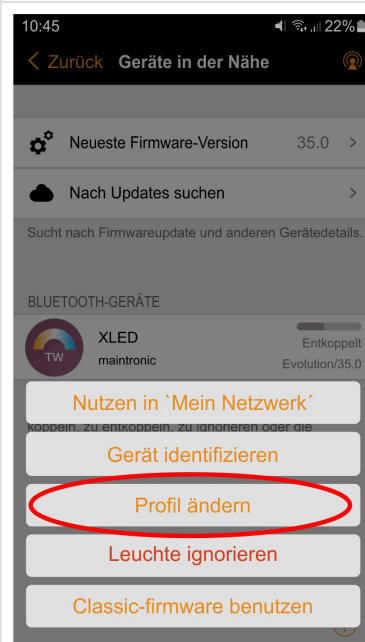 10:45 22%
Zurück Geräte in der Nähe
Neueste Firmware-Version 35.0 >
Nach Updates suchen >
Sucht nach Firmwareupdate und anderen Gerätedetails.
BLUETOOTH-GERÄTE
XLED
Entkoppelt
TW
maintronic
Evolution/35.0
Nutzen in `Mein Netzwerk´
koppeln, zu entkoppeln, zu ignorieren oder die
Gerät identifizieren
Profil ändern
Leuchte ignorieren
Classic-firmware benutzen